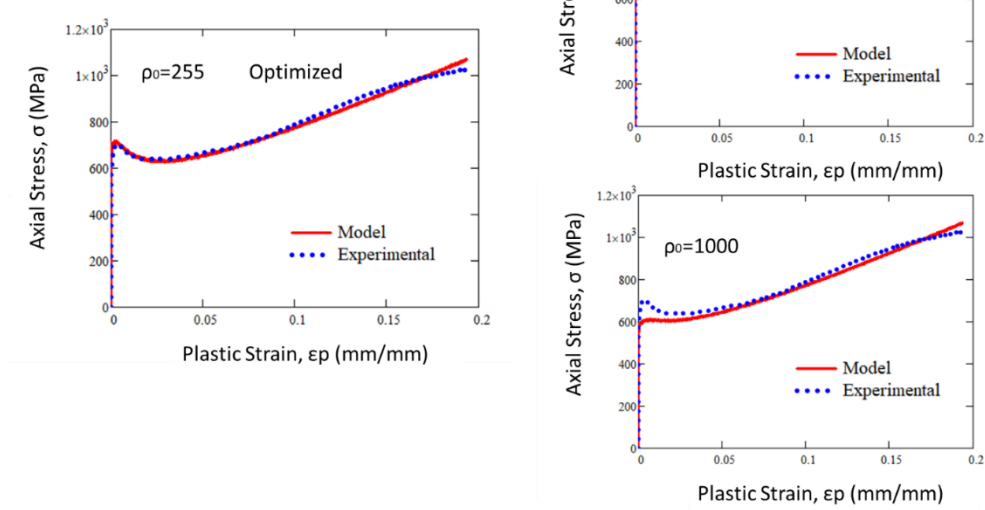 1.2×10³
1×10³
800
600
400
200
0
ρ₀=255 Optimized
Model
Experimental
0 0.05 0.1 0.15 0.2
Axial Stress, σ (MPa)
Plastic Strain, εp (mm/mm)
400
200
0
Model
Experimental
0 0.05 0.1 0.15 0.2
Axial Stre
Plastic Strain, εp (mm/mm)
1.2×10³
1×10³
800
600
400
200
0
ρ₀=1000
Model
Experimental
0 0.05 0.1 0.15 0.2
Axial Stress, σ (MPa)
Plastic Strain, εp (mm/mm)